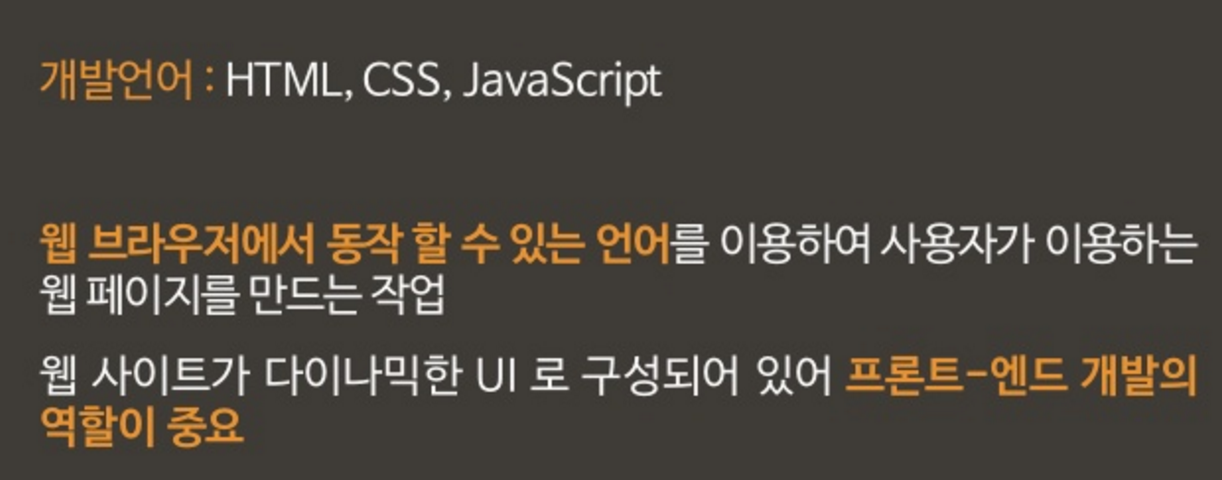 개발언어 : HTML, CSS, JavaScript
웹 브라우저에서 동작 할 수 있는 언어를 이용하여 사용자가 이용하는
웹 페이지를 만드는 작업
웹 사이트가 다이나믹한 UI 로 구성되어 있어 프론트-엔드 개발의
역할이 중요